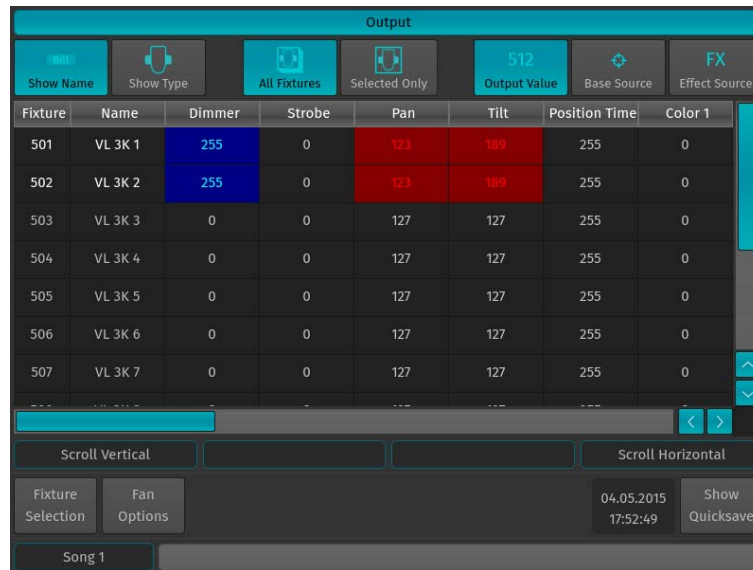 Output
Show Name Show Type All Fixtures Selected Only 512 Output Value Base Source FX Effect Source
Fixture Name Dimmer Strobe Pan Tilt Position Time Color 1
501 VL 3K 1 255 0 123 189 255 0
502 VL 3K 2 255 0 123 189 255 0
503 VL 3K 3 0 0 127 127 255 0
504 VL 3K 4 0 0 127 127 255 0
505 VL 3K 5 0 0 127 127 255 0
506 VL 3K 6 0 0 127 127 255 0
507 VL 3K 7 0 0 127 127 255 0
Scroll Vertical Scroll Horizontal
Fixture Selection Fan Options 04.05.2015 17:52:49 Show Quicksave
Song 1